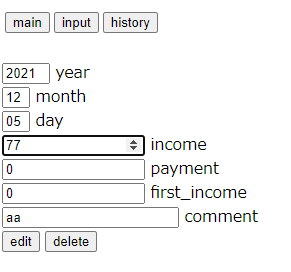 main input history
2021 year
12 month
05 day
77 income
0 payment
0 first_income
aa comment
edit delete